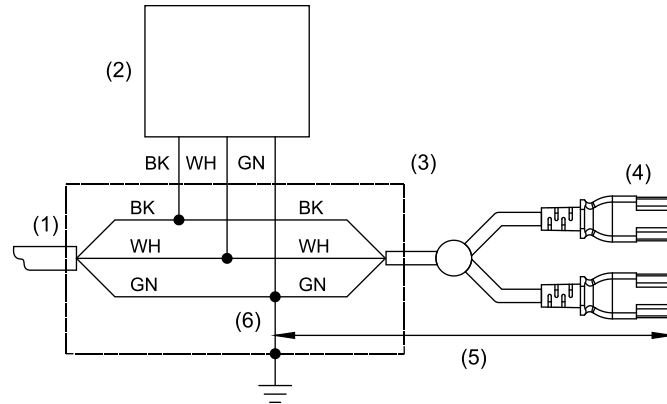 (2)
BK WH GN
(3)
(4)
(1)
BK BK
WH WH
GN GN
(6)
(5)